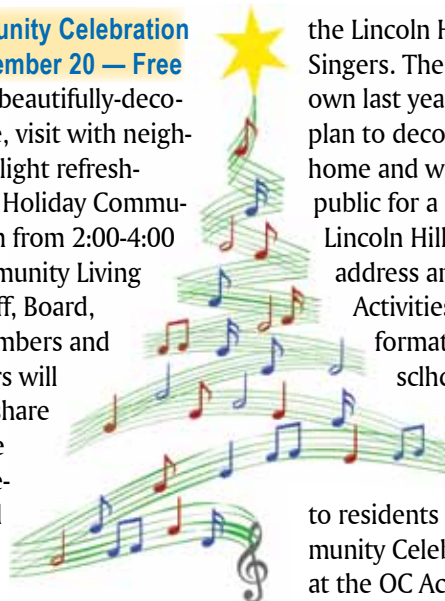 unity Celebration
ember 20 — Free
beautifully-deco-
e, visit with neigh-
light refresh-
Holiday Commu-
n from 2:00-4:00
munity Living
ff, Board,
mbers and
rs will
share
e
e-
the Lincoln H
Singers. The
own last yea
plan to deco
home and w
public for a
Lincoln Hill
address an
Activities
format
sclho
to residents
munity Celeb
at the OC Ac